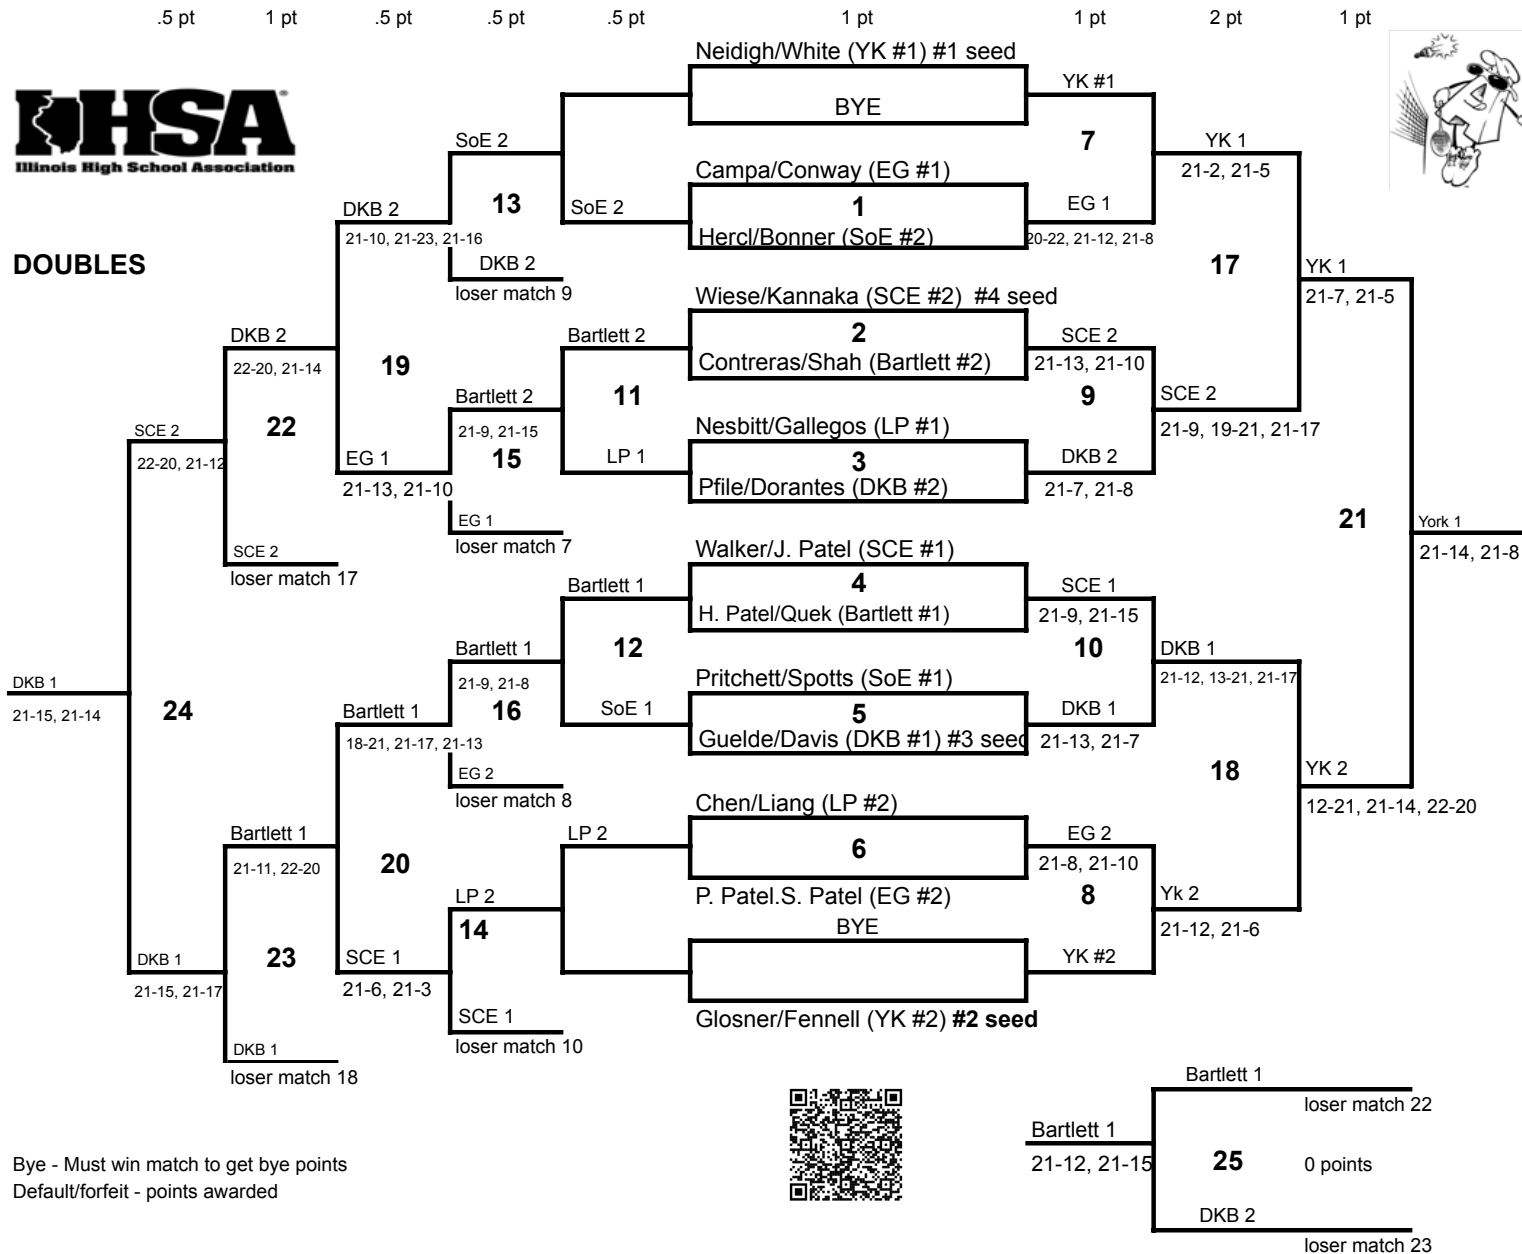 .5 pt 1 pt .5 pt .5 pt .5 pt 1 pt 1 pt 2 pt 1 pt
Neidigh/White (YK #1) #1 seed
YK #1
BYE
IHSA
Illinois High School Association
SoE 2
7
YK 1
21-2, 21-5
Campa/Conway (EG #1)
DKB 2
13
SoE 2
1
EG 1
21-10, 21-23, 21-16
Hercl/Bonner (SoE #2)
20-22, 21-12, 21-8
DOUBLES
DKB 2
loser match 9
17
YK 1
21-7, 21-5
Wiese/Kannaka (SCE #2) #4 seed
DKB 2
Bartlett 2
2
SCE 2
22-20, 21-14
19
Contreras/Shah (Bartlett #2)
21-13, 21-10
Bartlett 2
11
9
SCE 2
SCE 2
22
21-9, 21-15
Nesbitt/Gallegos (LP #1)
21-9, 19-21, 21-17
22-20, 21-12
EG 1
15
LP 1
3
DKB 2
21-13, 21-10
Pfile/Dorantes (DKB #2)
21-7, 21-8
EG 1
loser match 7
21
York 1
21-14, 21-8
SCE 2
loser match 17
Walker/J. Patel (SCE #1)
Bartlett 1
4
SCE 1
H. Patel/Quek (Bartlett #1)
21-9, 21-15
Bartlett 1
12
10
DKB 1
DKB 1
21-15, 21-14
24
21-9, 21-8
Pritchett/Spotts (SoE #1)
21-12, 13-21, 21-17
Bartlett 1
16
SoE 1
5
DKB 1
18-21, 21-17, 21-13
Guelde/Davis (DKB #1) #3 seed
21-13, 21-7
EG 2
loser match 8
18
YK 2
12-21, 21-14, 22-20
Chen/Liang (LP #2)
Bartlett 1
LP 2
6
EG 2
21-11, 22-20
20
21-8, 21-10
LP 2
P. Patel.S. Patel (EG #2)
8
Yk 2
14
BYE
21-12, 21-6
DKB 1
23
SCE 1
YK #2
21-15, 21-17
21-6, 21-3
SCE 1
Glosner/Fennell (YK #2) #2 seed
loser match 10
DKB 1
loser match 18
Bartlett 1
loser match 22
Bartlett 1
21-12, 21-15
25
0 points
Bye - Must win match to get bye points
Default/forfeit - points awarded
DKB 2
loser match 23